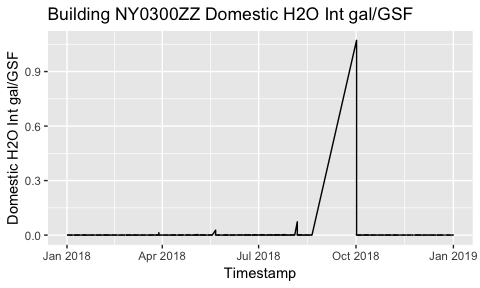 Building NY0300ZZ Domestic H2O Int gal/GSF
Domestic H2O Int gal/GSF
0.9
0.6
0.3
0.0
Jan 2018 Apr 2018 Jul 2018 Oct 2018 Jan 2019
Timestamp